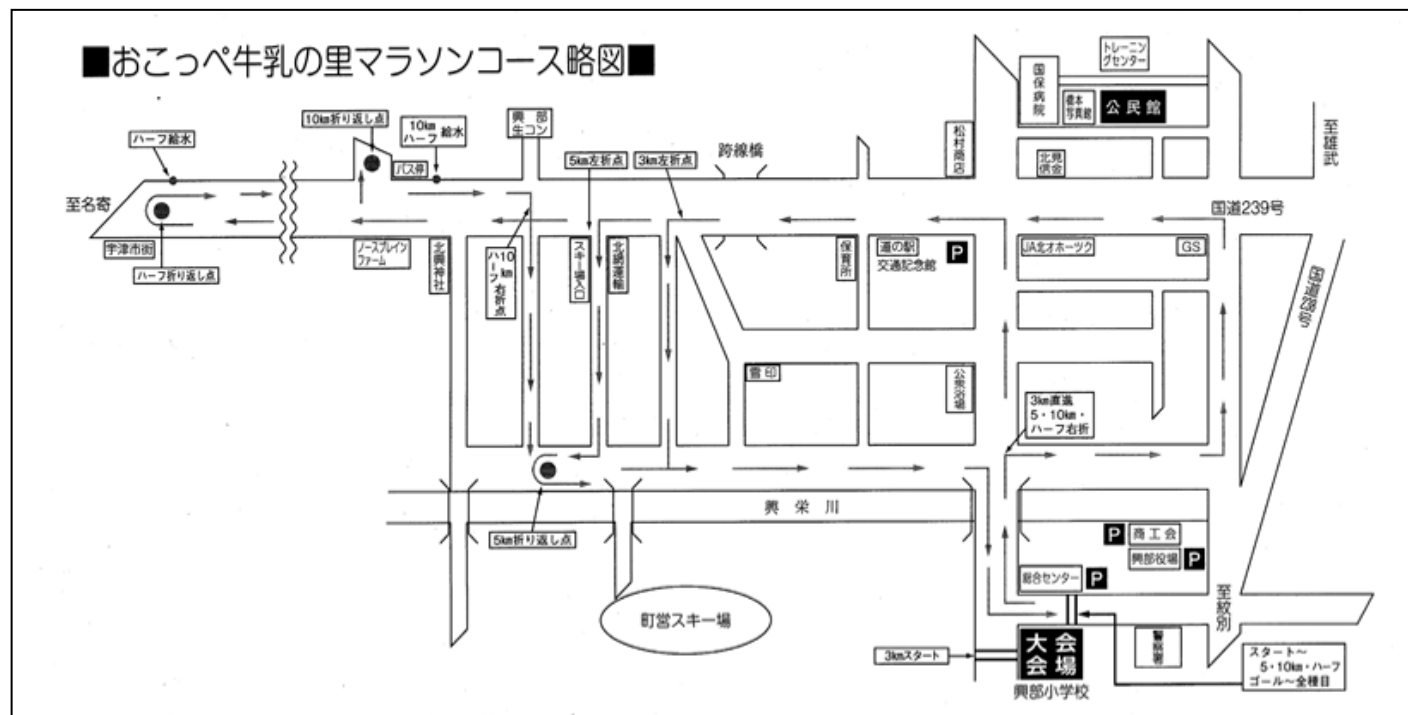 ■おこっぺ牛乳の里マラソンコース略図■
トレーニン
グセンター
国保病院
橋本
写真館
公民館
10km折り返し点
10km
ハーフ
給水
興部
生コン
ハーフ給水
バス停
5km左折点
3km左折点
跨線橋
松村商店
北見
信金
至雄武
至名寄
国道239号
宇津市街
ノースプレイン
ファーム
北興神社
ハーフ折り返し点
10km
ハーフ
右折点
スキー場入口
北綱運輸
保育所
道の駅
交通記念館
P
JA北オホーツク
GS
国道238号
雪印
公衆浴場
3km直進
5・10km・
ハーフ右折
興栄川
5km折り返し点
P
商工会
興部役場
P
総合センター
P
町営スキー場
至紋別
3kmスタート
大会
会場
興部小学校
警察署
スタート～
5・10km・ハーフ
ゴール～全種目